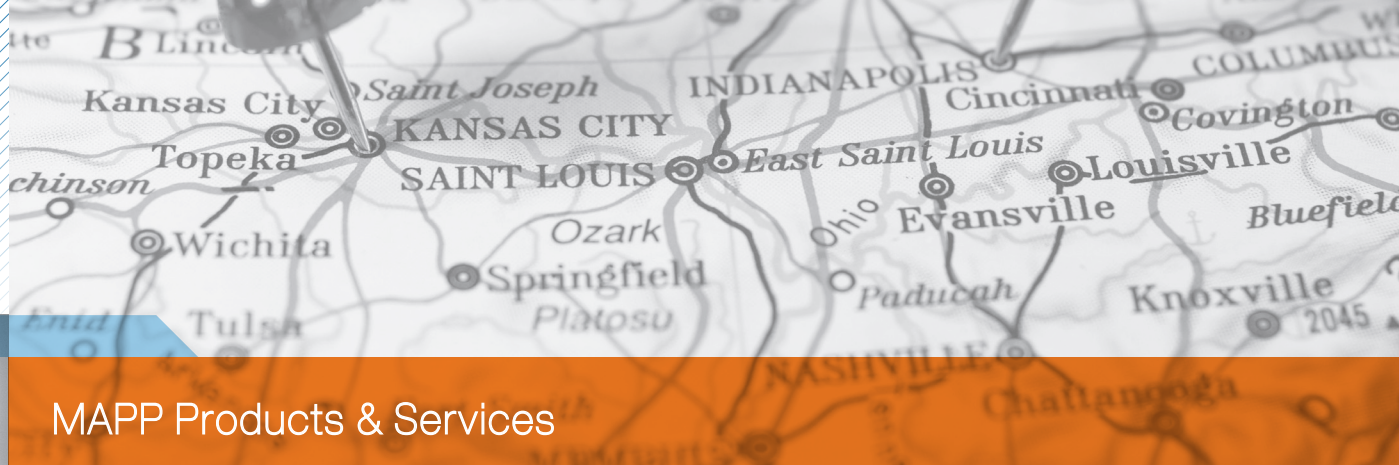 B Lincoln
Saint Joseph
Kansas City
KANSAS CITY
Topeka
chinson
Wichita
SAINT LOUIS
East Saint Louis
INDIANAPOLIS
Cincinnati
COLUMBUS
Covington
Louisville
Evansville
Ohio
Bluefield
Ozark
Springfield
Platosu
Paducah
Knoxville
2045
Enid
Tulsa
NASHVILLE
Chattanooga
MAPP Products & Services